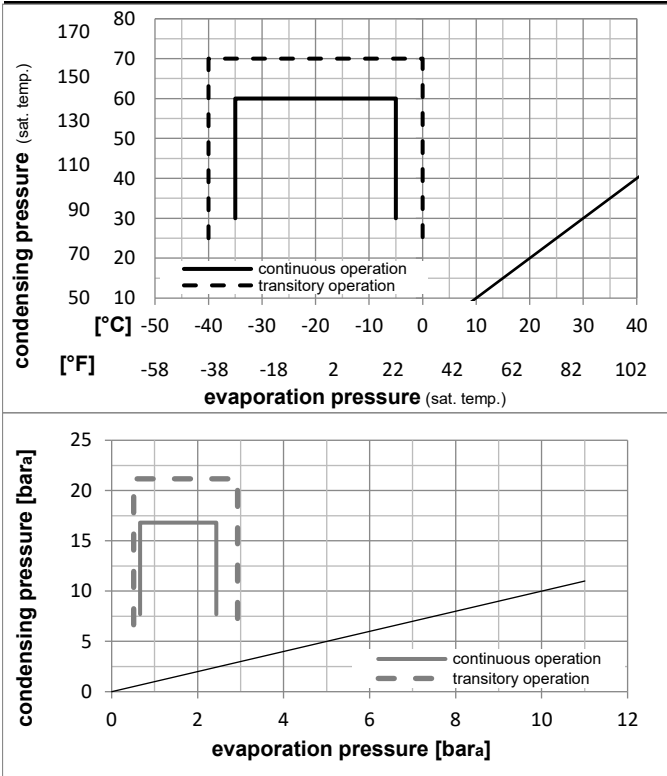 condensing pressure (sat. temp.)
170 80
150 70
130 60
110 50
90 40
70 30
50 20
10
continuous operation
transitory operation
[°C] -50 -40 -30 -20 -10 0 10 20 30 40
[°F] -58 -38 -18 2 22 42 62 82 102
evaporation pressure (sat. temp.)
condensing pressure [bara]
25
20
15
10
5
0
continuous operation
transitory operation
0 2 4 6 8 10 12
evaporation pressure [bara]